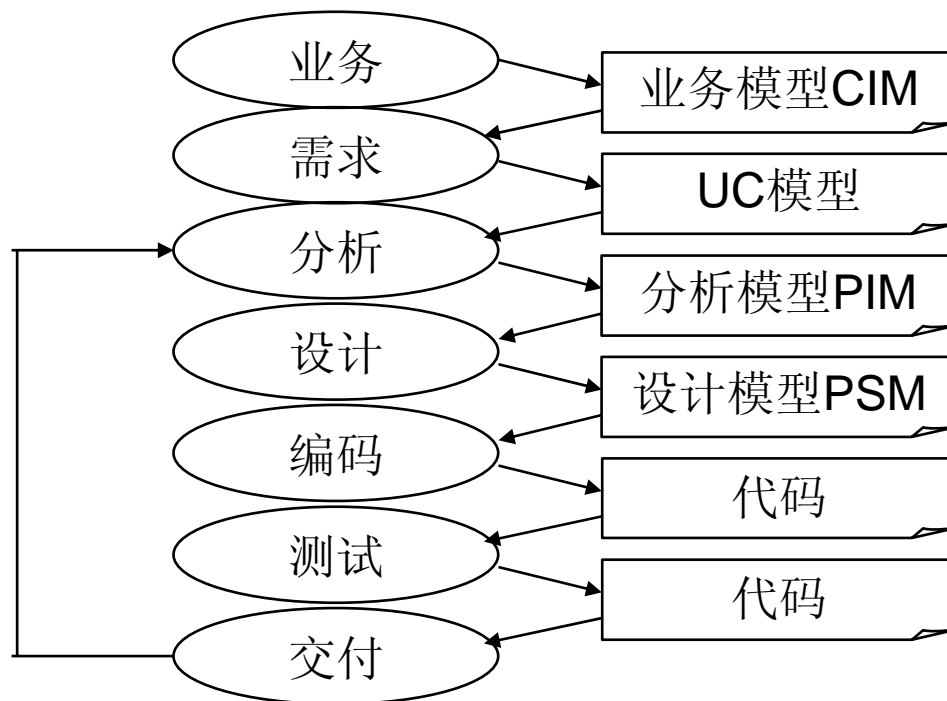 业务
业务模型CIM
需求
UC模型
分析
分析模型PIM
设计
设计模型PSM
编码
代码
测试
代码
交付